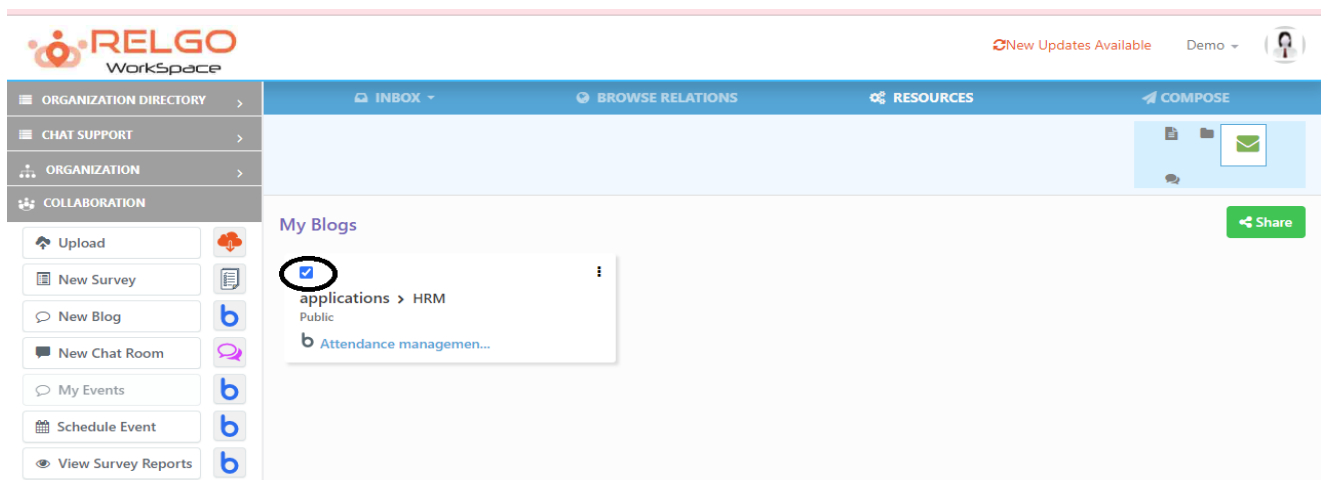 RELGO
WorkSpace
New Updates Available
Demo
ORGANIZATION DIRECTORY
INBOX
BROWSE RELATIONS
RESOURCES
COMPOSE
CHAT SUPPORT
ORGANIZATION
COLLABORATION
My Blogs
Share
Upload
New Survey
New Blog
New Chat Room
My Events
Schedule Event
View Survey Reports
applications > HRM
Public
b Attendance managemen...